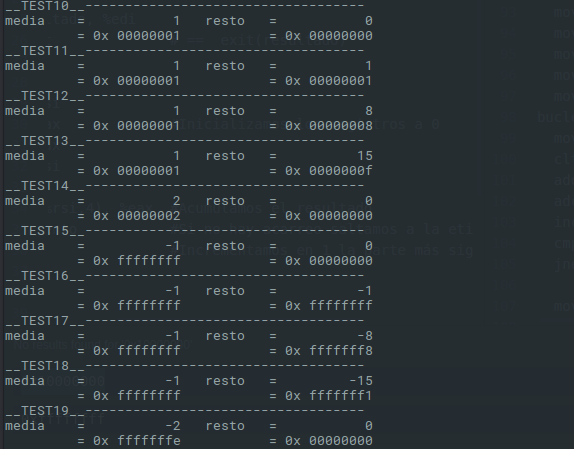 __TEST10__-----------------------------------
media    =           1   resto   =           0
         = 0x 00000001           = 0x 00000000
__TEST11__-----------------------------------
media    =           1   resto   =           1
         = 0x 00000001           = 0x 00000001
__TEST12__-----------------------------------
media    =           1   resto   =           8
         = 0x 00000001           = 0x 00000008
__TEST13__-----------------------------------
media    =           1   resto   =          15
         = 0x 00000001           = 0x 0000000f
__TEST14__-----------------------------------
media    =           2   resto   =           0
         = 0x 00000002           = 0x 00000000
__TEST15__-----------------------------------
media    =          -1   resto   =           0
         = 0x ffffffff           = 0x 00000000
__TEST16__-----------------------------------
media    =          -1   resto   =          -1
         = 0x ffffffff           = 0x ffffffff
__TEST17__-----------------------------------
media    =          -1   resto   =          -8
         = 0x ffffffff           = 0x fffffff8
__TEST18__-----------------------------------
media    =          -1   resto   =         -15
         = 0x ffffffff           = 0x fffffff1
__TEST19__-----------------------------------
media    =          -2   resto   =           0
         = 0x fffffffe           = 0x 00000000